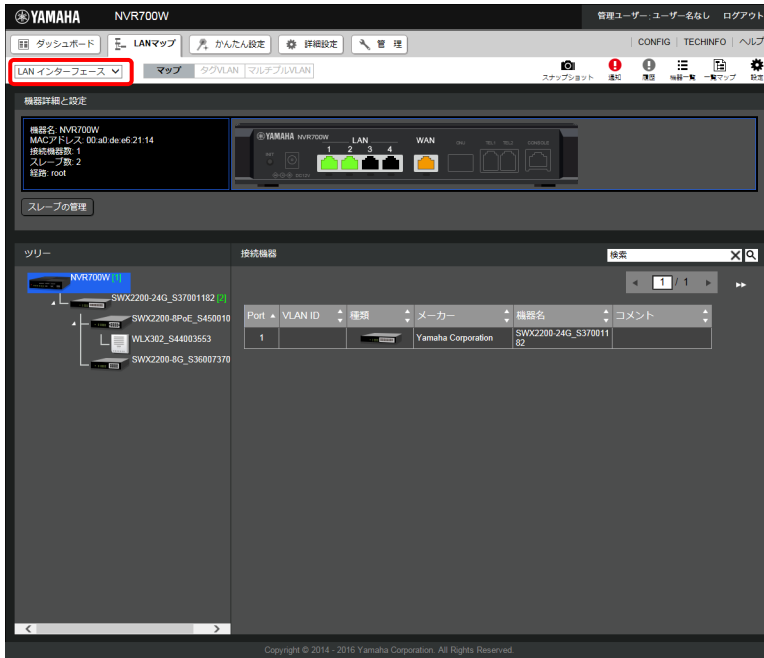 YAMAHA NVR700W 管理ユーザー: ユーザー名なし ログアウト
ダッシュボード LANマップ かんたん設定 詳細設定 管 理 CONFIG TECHINFO ヘルプ
LAN インターフェース マップ タグVLAN マルチプルVLAN スナップショット 通知 履歴 機器一覧 一覧マップ 設定
機器詳細と設定
機器名: NVR700W
MACアドレス: 00:a0:de:e6:21:14
接続機器数: 1
スレーブ数: 2
経路: root
YAMAHA NVR700W LAN WAN ONU TEL1 TEL2 CONSOLE
1 2 3 4
DC12V
スレーブの管理
ツリー 接続機器 検索
NVR700W [1]
SWX2200-24G_S37001182 [2]
SWX2200-8PoE_S450010
WLX302_S44003553
SWX2200-8G_S36007370
1 / 1
Port VLAN ID 種類 メーカー 機器名 コメント
1 Yamaha Corporation SWX2200-24G_S370011
82
Copyright © 2014 - 2016 Yamaha Corporation. All Rights Reserved.